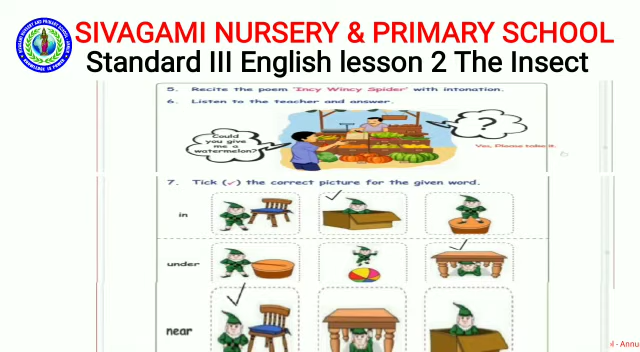 SIVAGAMI NURSERY & PRIMARY SCHOOL
Standard III English lesson 2 The Insect
5. Recite the poem 'Incy Wincy Spider' with intonation.
6. Listen to the teacher and answer.
Could
you give
me a
watermelon?
?
Yes, Please take it.
7. Tick (✓) the correct picture for the given word.
in
under
near
l - Annu